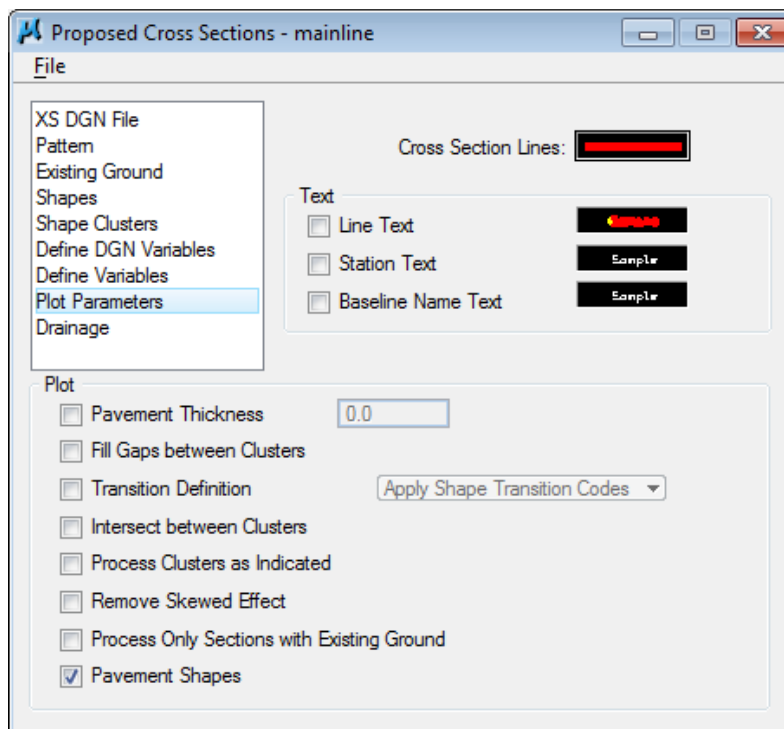 Proposed Cross Sections - mainline
File
XS DGN File
Pattern
Existing Ground
Shapes
Shape Clusters
Define DGN Variables
Define Variables
Plot Parameters
Drainage
Cross Section Lines:
Text
Line Text
Station Text Sample
Baseline Name Text Sample
Plot
Pavement Thickness 0.0
Fill Gaps between Clusters
Transition Definition Apply Shape Transition Codes
Intersect between Clusters
Process Clusters as Indicated
Remove Skewed Effect
Process Only Sections with Existing Ground
Pavement Shapes